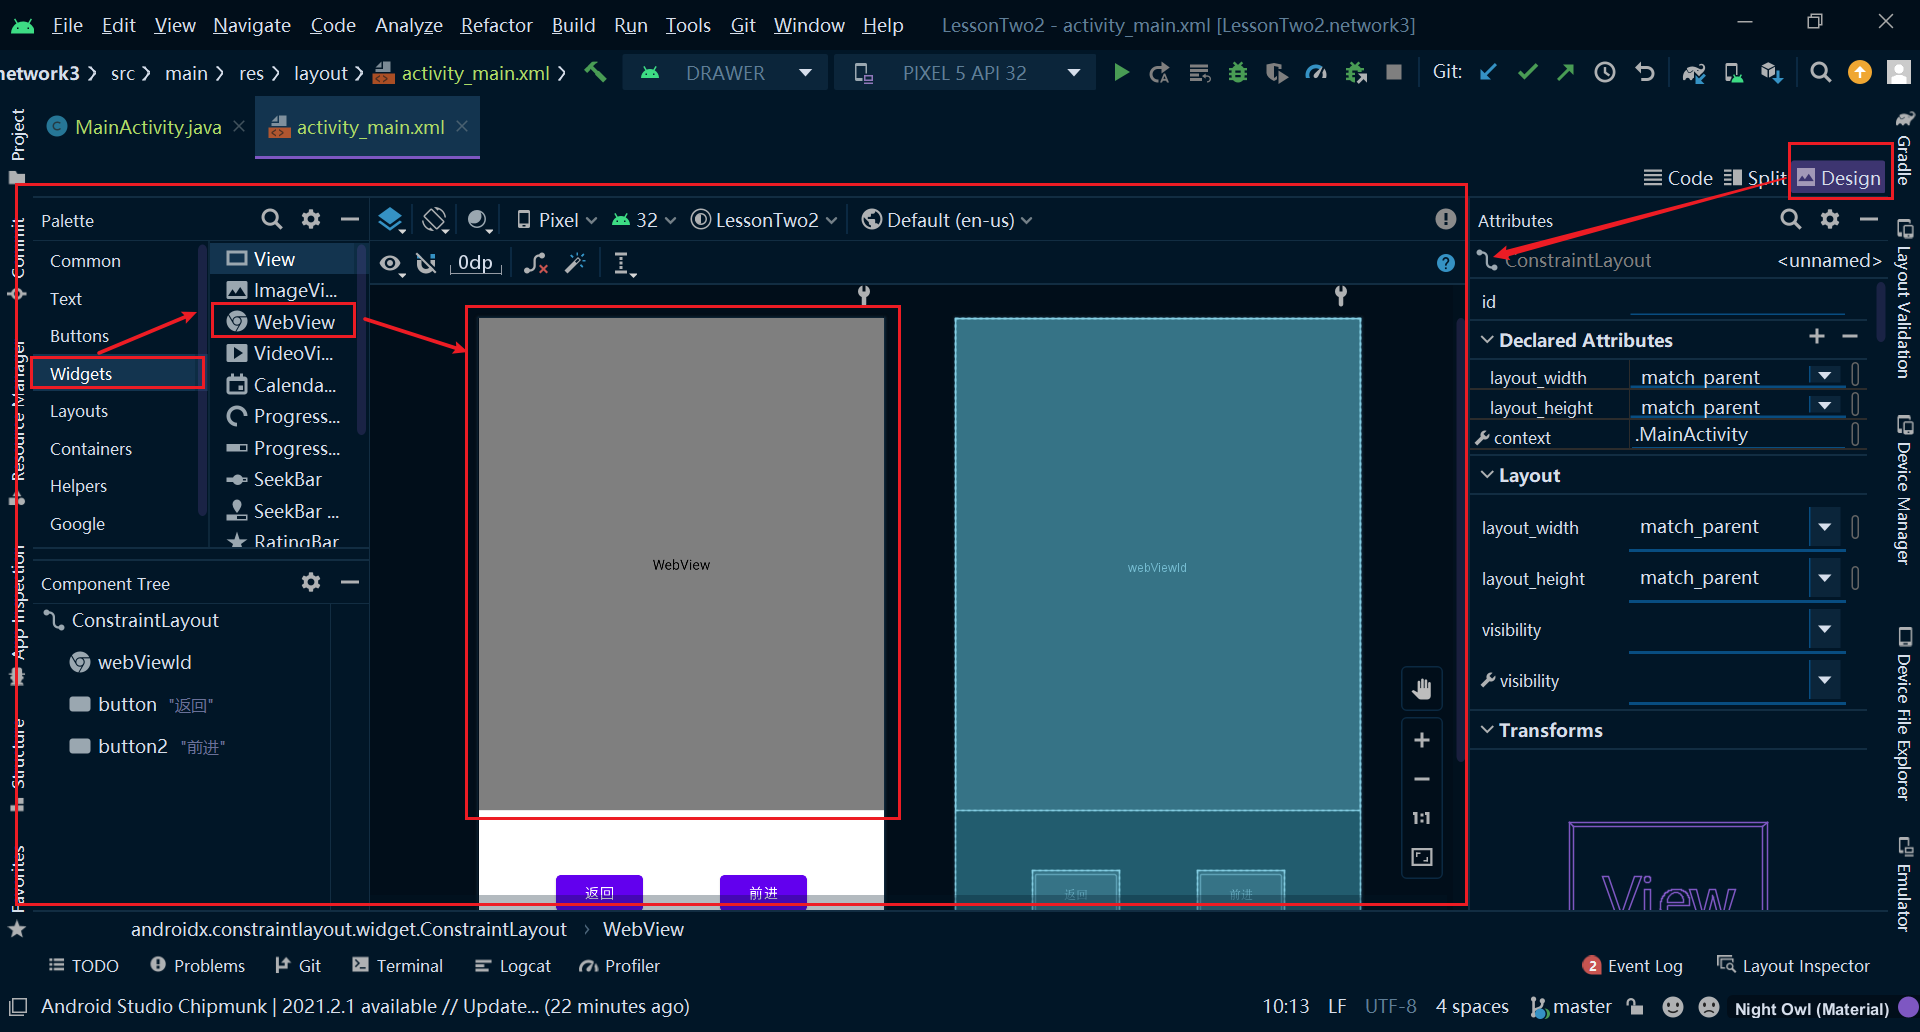 File Edit View Navigate Code Analyze Refactor Build Run Tools Git Window Help LessonTwo2 - activity_main.xml [LessonTwo2.network3]
network3 src main res layout activity_main.xml DRAWER PIXEL 5 API 32 Git:
MainActivity.java activity_main.xml
Code Split Design
Palette Pixel 32 LessonTwo2 Default (en-us) Attributes
0dp ConstraintLayout <unnamed>
Common
Text
Buttons
Widgets
Layouts
Containers
Helpers
Google
View
ImageVi...
WebView
VideoVi...
Calenda...
Progress...
Progress...
SeekBar
SeekBar ...
RatingBar
Component Tree
ConstraintLayout
webViewId
button "返回"
button2 "前进"
WebView
返回 前进
webViewId
返回 前进
1:1
id
Declared Attributes
layout_width match_parent
layout_height match_parent
context .MainActivity
Layout
layout_width match_parent
layout_height match_parent
visibility
visibility
Transforms
View
Project
Commit
Resource Manager
App Inspection
Structure
Favorites
Gradle
Layout Validation
Device Manager
Device File Explorer
Emulator
androidx.constraintlayout.widget.ConstraintLayout WebView
TODO Problems Git Terminal Logcat Profiler 2 Event Log Layout Inspector
Android Studio Chipmunk | 2021.2.1 available // Update... (22 minutes ago) 10:13 LF UTF-8 4 spaces master Night Owl (Material)